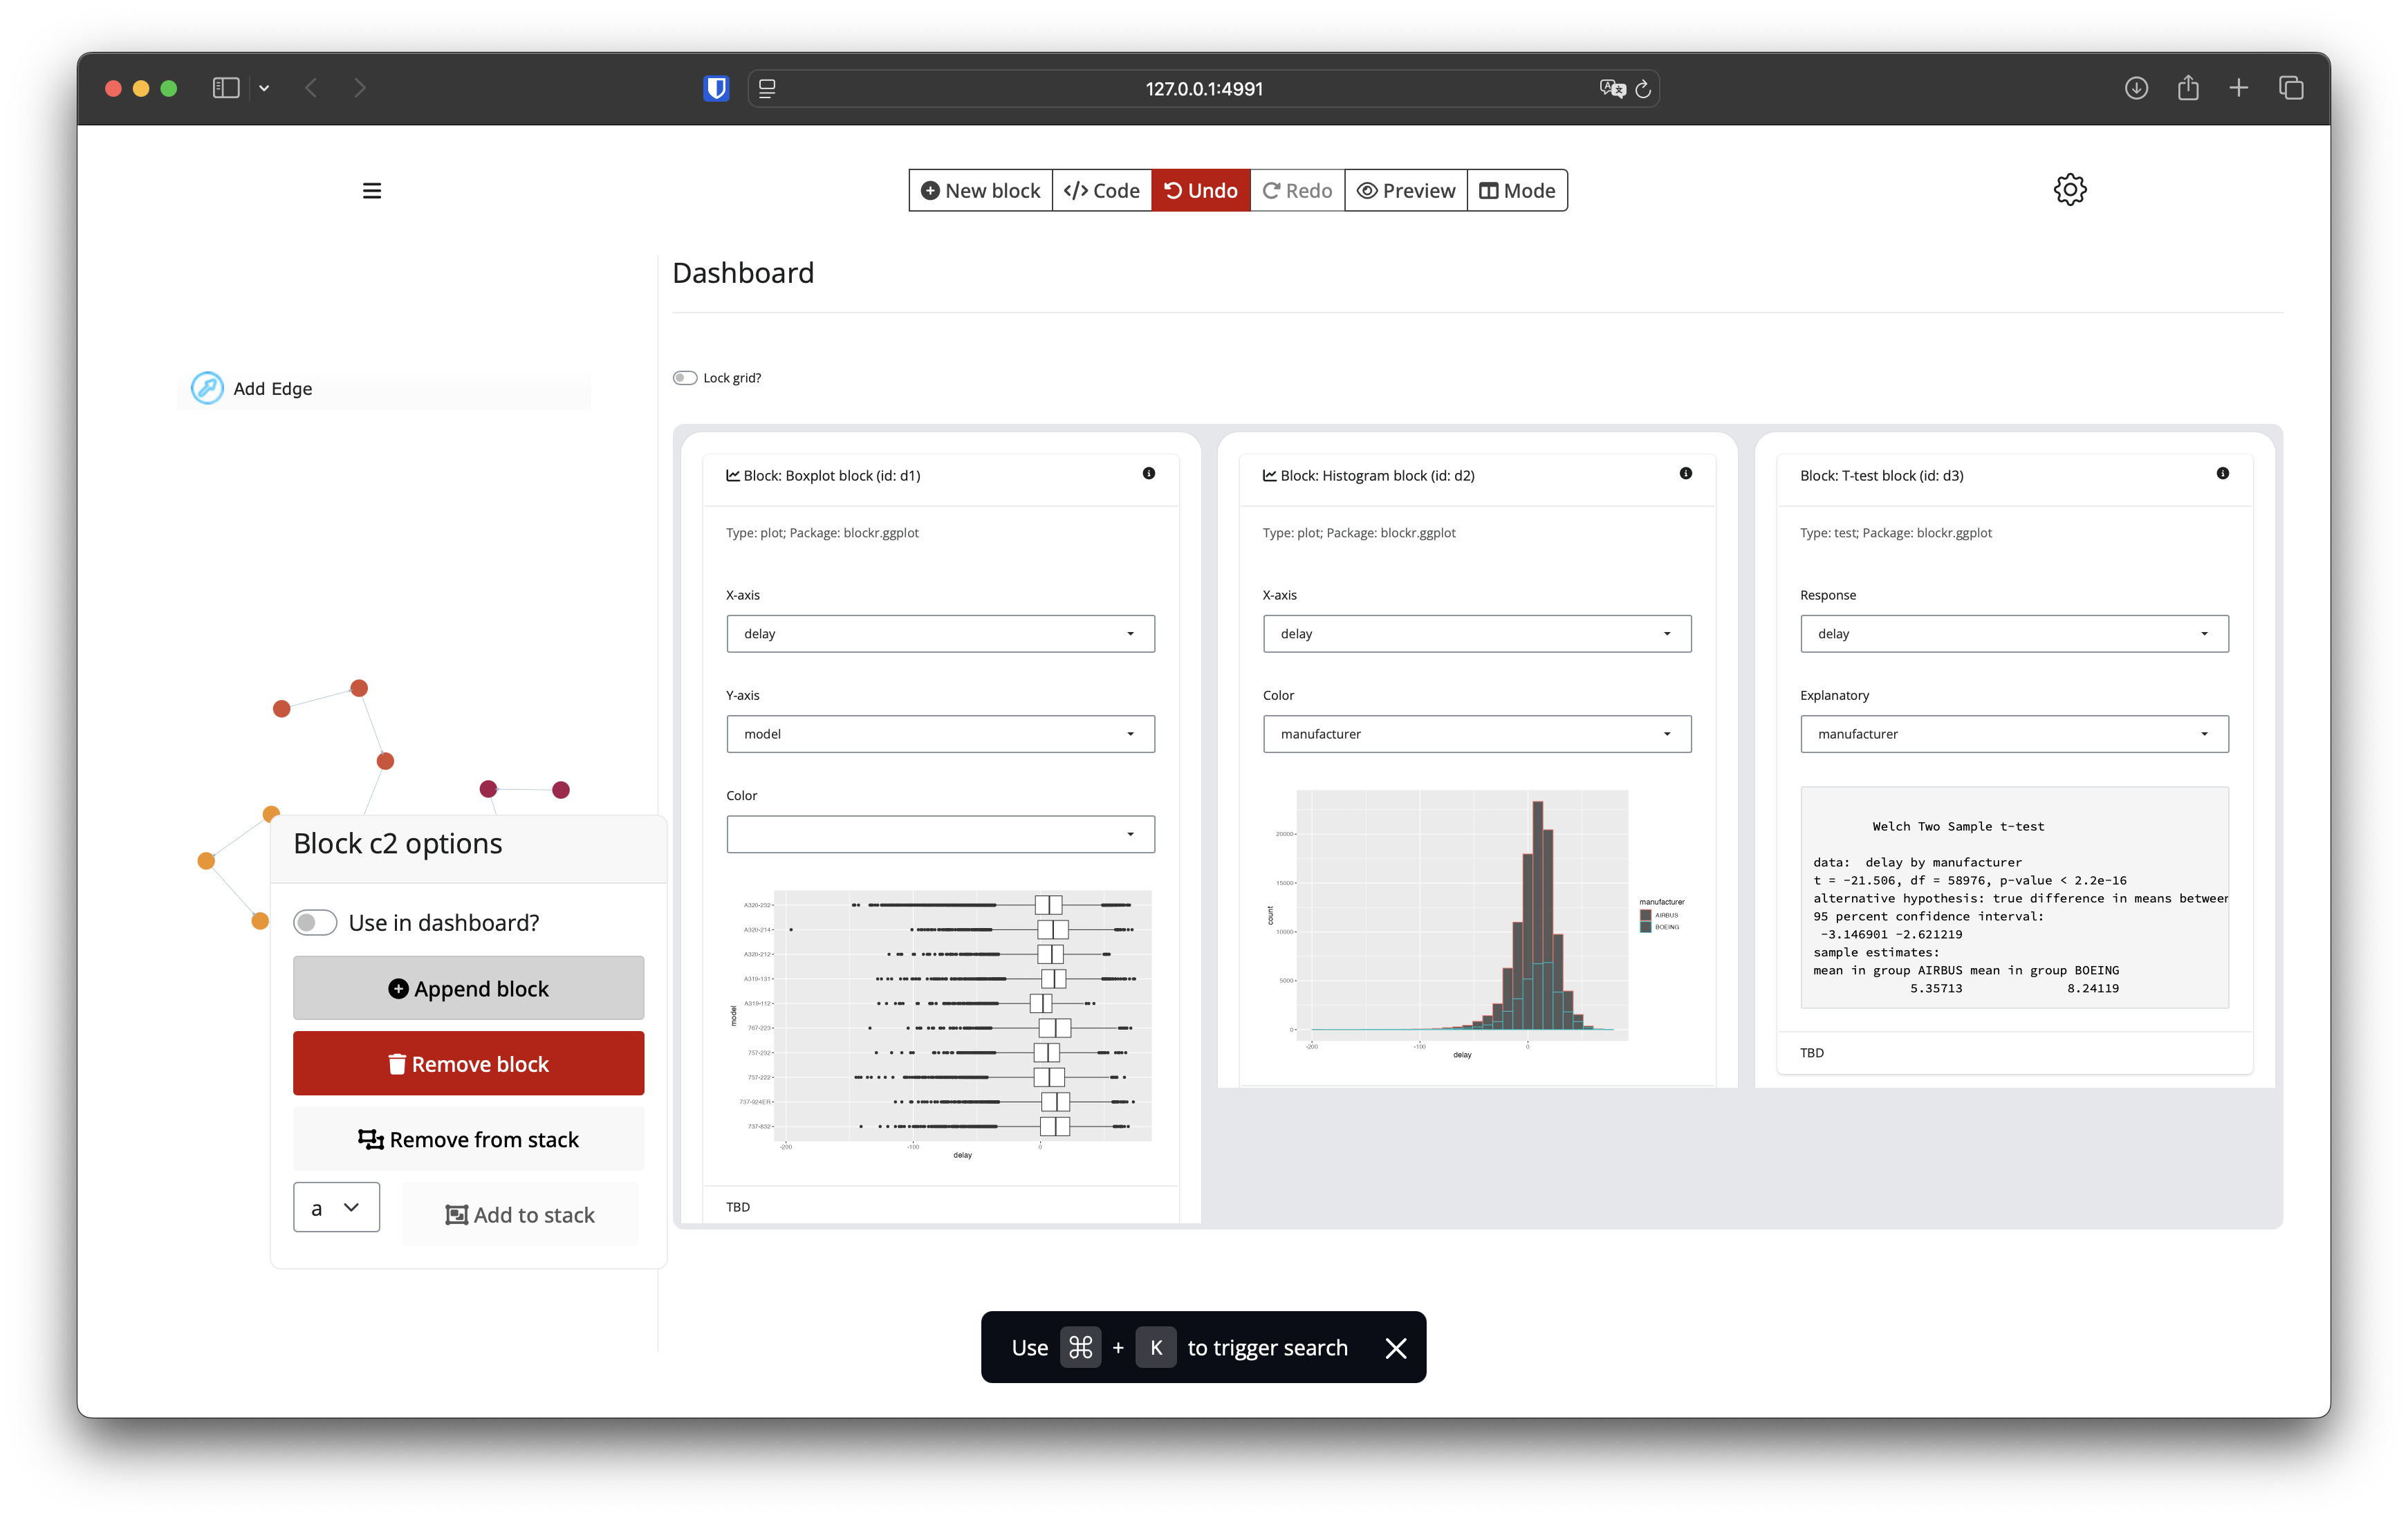 127.0.0.1:4991
New block
Code
Undo
Redo
Preview
Mode
Dashboard
Lock grid?
Add Edge
Block c2 options
Use in dashboard?
Append block
Remove block
Remove from stack
a
Add to stack
Block: Boxplot block (id: d1)
Type: plot; Package: blockr.ggplot
X-axis
delay
Y-axis
model
Color
model
A320-232
A320-214
A320-212
A319-131
A319-112
767-223
757-232
757-222
737-924ER
737-832
-200 -100 0
delay
TBD
Block: Histogram block (id: d2)
Type: plot; Package: blockr.ggplot
X-axis
delay
Color
manufacturer
count
20000
15000
10000
5000
0
-200 -100 0
delay
manufacturer
AIRBUS
BOEING
Block: T-test block (id: d3)
Type: test; Package: blockr.ggplot
Response
delay
Explanatory
manufacturer
Welch Two Sample t-test
data:  delay by manufacturer
t = -21.506, df = 58976, p-value < 2.2e-16
alternative hypothesis: true difference in means between
95 percent confidence interval:
-3.146901 -2.621219
sample estimates:
mean in group AIRBUS mean in group BOEING
5.35713 8.24119
TBD
Use ⌘ + K to trigger search